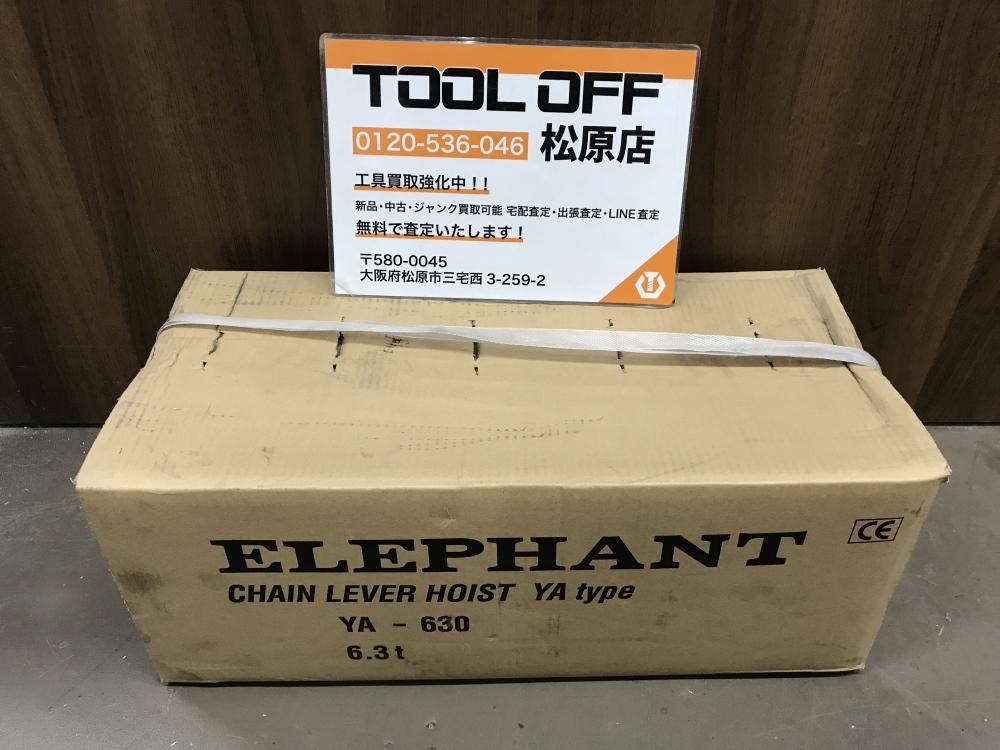 TOOL OFF
0120-536-046 松原店
工具買取強化中!!
新品・中古・ジャンク買取可能 宅配査定・出張査定・LINE査定
無料で査定いたします!
〒580-0045
大阪府松原市三宅西3-259-2
ELEPHANT
CE
CHAIN LEVER HOIST YA type
YA - 630
6.3t